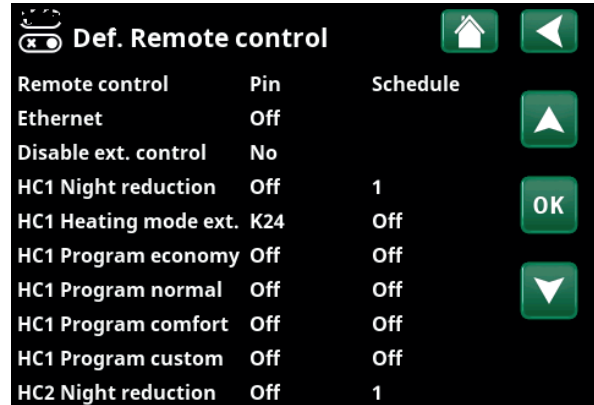 Def. Remote control
Remote control Pin Schedule
Ethernet Off
Disable ext. control No
HC1 Night reduction Off 1
OK
HC1 Heating mode ext. K24 Off
HC1 Program economy Off Off
HC1 Program normal Off Off
HC1 Program comfort Off Off
HC1 Program custom Off Off
HC2 Night reduction Off 1